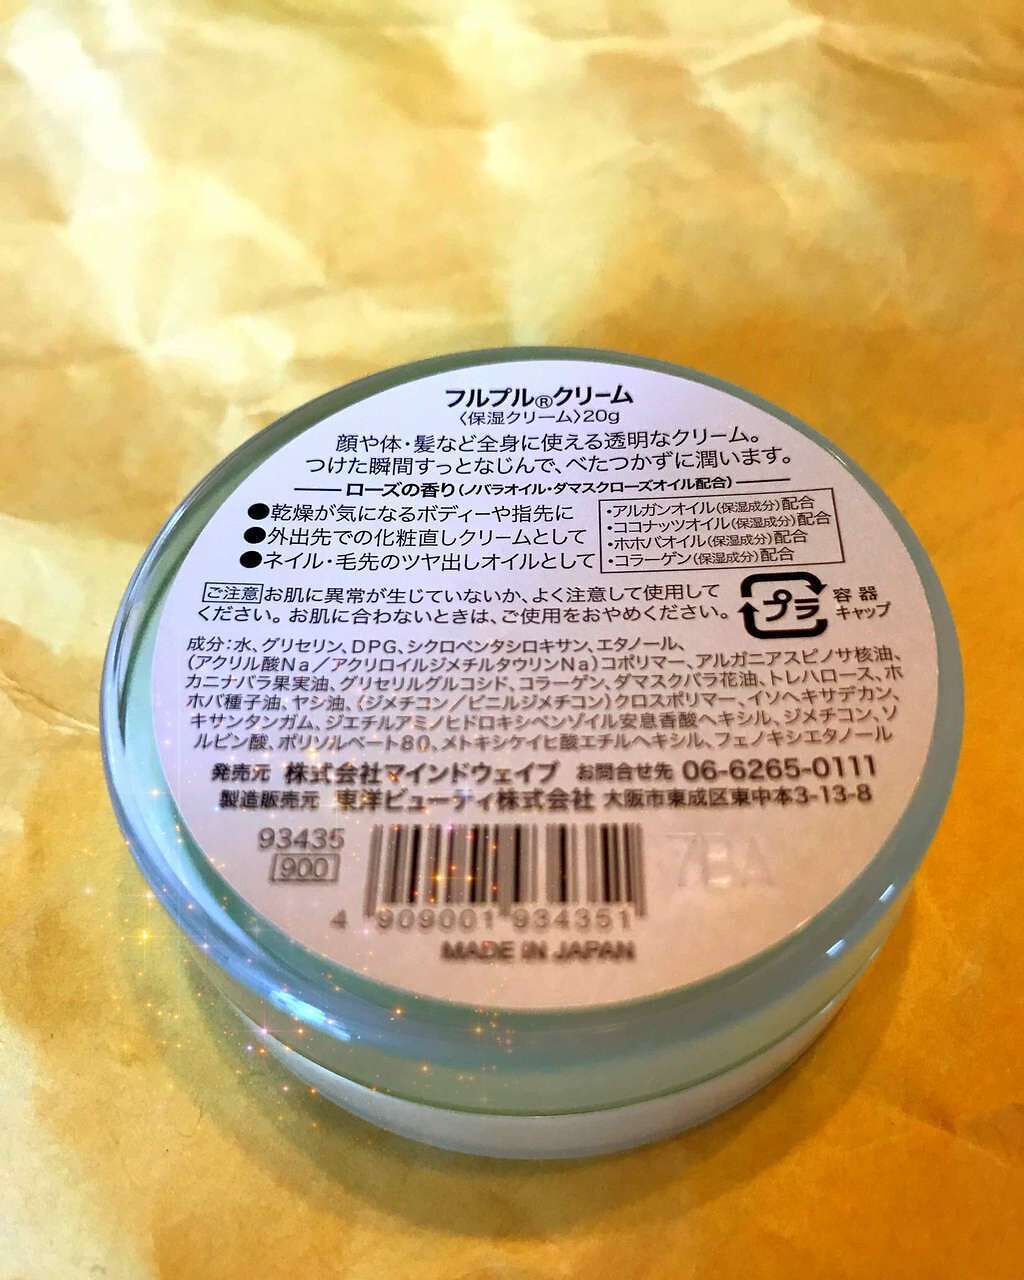 フルプル®クリーム
〈保湿クリーム〉20g
顔や体・髪など全身に使える透明なクリーム。
つけた瞬間すっとなじんで、べたつかずに潤います。
ローズの香り(ノバラオイル・ダマスクローズオイル配合)
●乾燥が気になるボディーや指先に
●外出先での化粧直しクリームとして
●ネイル・毛先のツヤ出しオイルとして
・アルガンオイル(保湿成分)配合
・ココナッツオイル(保湿成分)配合
・ホホバオイル(保湿成分)配合
・コラーゲン(保湿成分)配合
ご注意 お肌に異常が生じていないか、よく注意して使用して
ください。お肌に合わないときは、ご使用をおやめください。
プラ
容器
キャップ
成分：水、グリセリン、DPG、シクロペンタシロキサン、エタノール、
(アクリル酸Na／アクリロイルジメチルタウリンNa)コポリマー、アルガニアスピノサ核油、
カニナバラ果実油、グリセリルグルコシド、コラーゲン、ダマスクバラ花油、トレハロース、ホ
ホバ種子油、ヤシ油、(ジメチコン／ビニルジメチコン)クロスポリマー、イソヘキサデカン、
キサンタンガム、ジエチルアミノヒドロキシベンゾイル安息香酸ヘキシル、ジメチコン、ソ
ルビン酸、ポリソルベート80、メトキシケイヒ酸エチルヘキシル、フェノキシエタノール
発売元 株式会社マインドウェイブ お問合せ先 06-6265-0111
製造販売元 東洋ビューティ株式会社 大阪市東成区東中本3-13-8
93435
900
4 909001 934351
MADE IN JAPAN